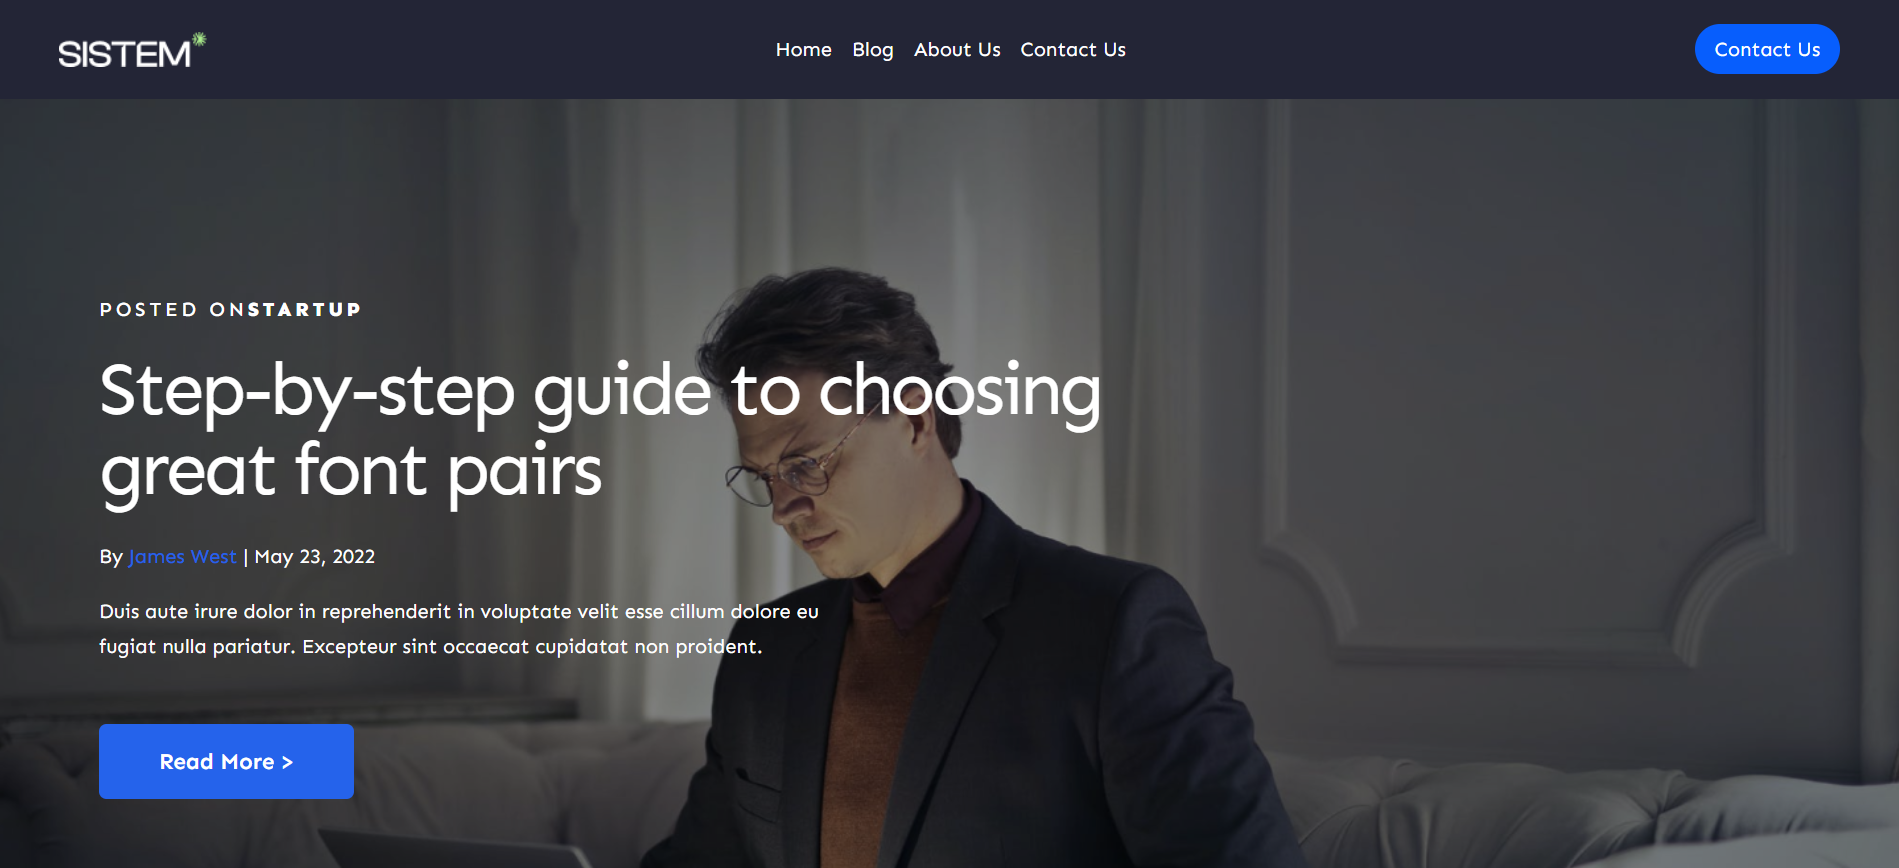 SISTEM
Home Blog About Us Contact Us
Contact Us
POSTED ONSTARTUP
Step-by-step guide to choosing
great font pairs
By James West | May 23, 2022
Duis aute irure dolor in reprehenderit in voluptate velit esse cillum dolore eu
fugiat nulla pariatur. Excepteur sint occaecat cupidatat non proident.
Read More >